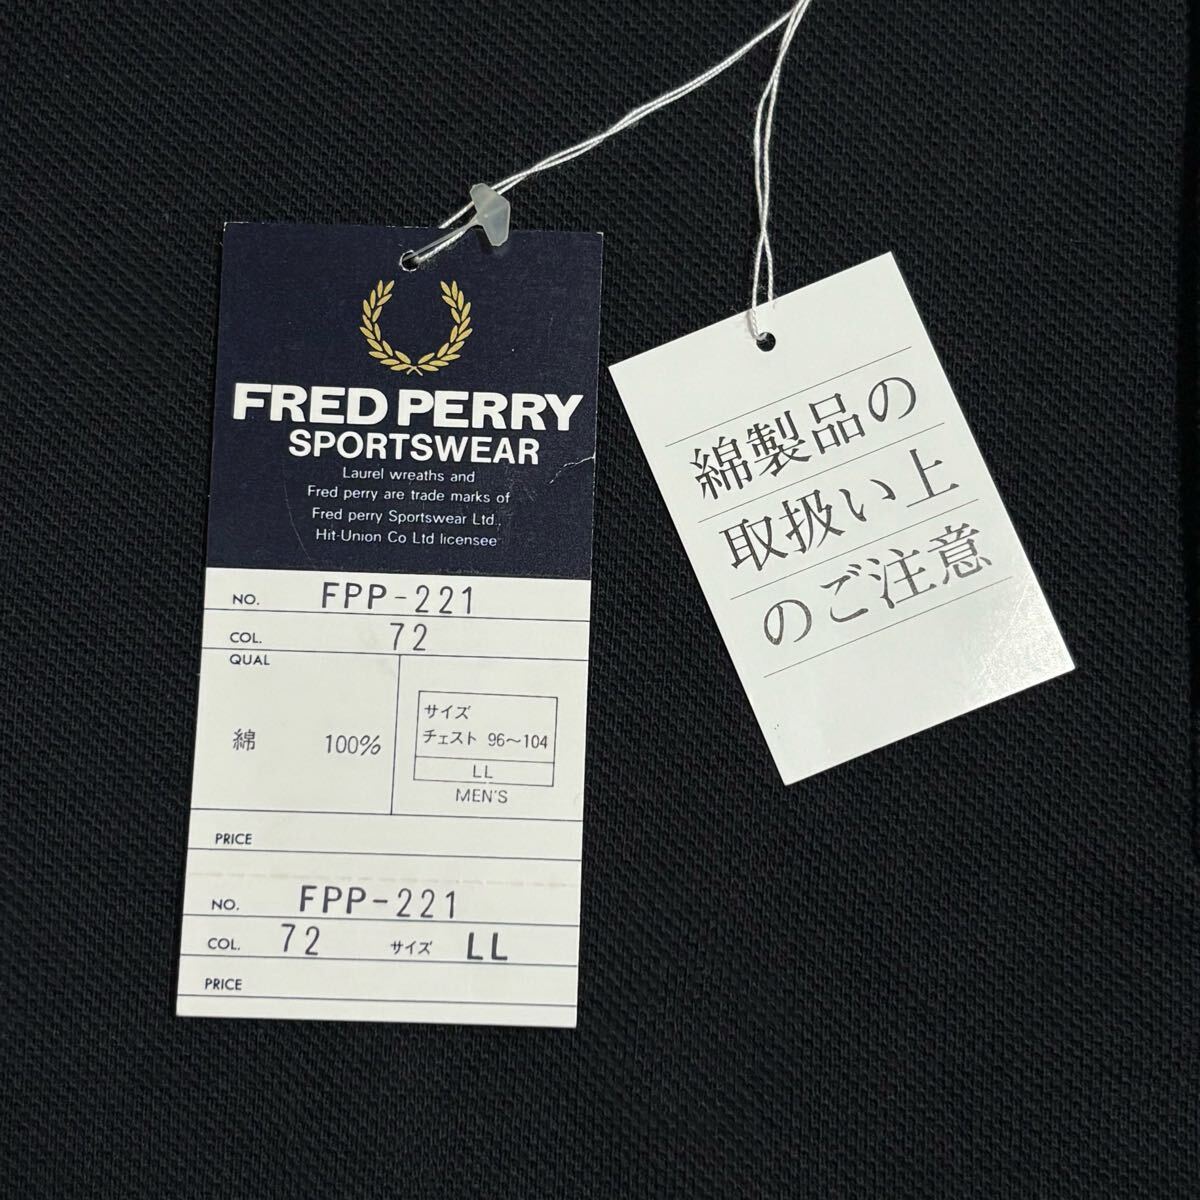 FRED PERRY
SPORTSWEAR
Laurel wreaths and
Fred perry are trade marks of
Fred perry Sportswear Ltd.,
Hit-Union Co Ltd licensee
NO. FPP-221
COL. 72
QUAL
綿 100%
サイズ
チェスト 96～104
LL
MEN'S
PRICE
NO. FPP-221
COL. 72 サイズ LL
PRICE
綿製品の
取扱い上
のご注意